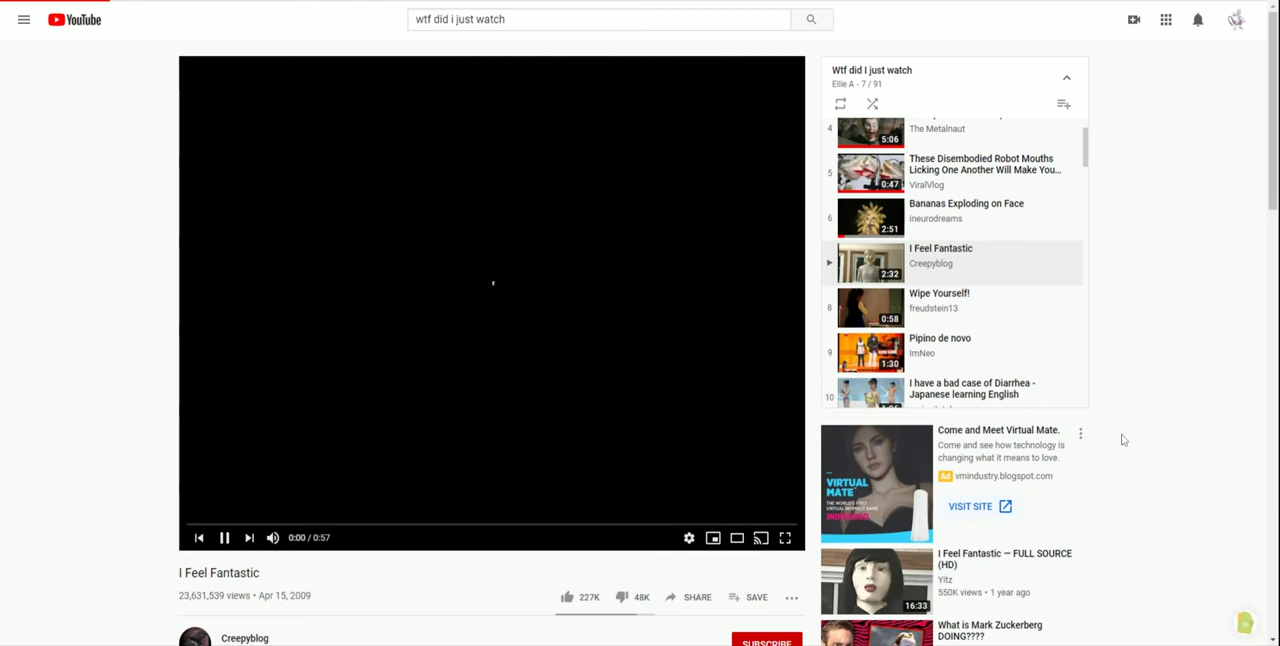 YouTube
wtf did i just watch
Wtf did I just watch
Ellie A - 7 / 91
4
The Metalnaut
5:06
5
These Disembodied Robot Mouths
Licking One Another Will Make You...
ViralVlog
0:47
6
Bananas Exploding on Face
ineurodreams
2:51
I Feel Fantastic
Creepyblog
2:32
8
Wipe Yourself!
freudstein13
0:58
9
Pipino de novo
ImNeo
1:30
10
I have a bad case of Diarrhea -
Japanese learning English
Come and Meet Virtual Mate.
Come and see how technology is
changing what it means to love.
Ad vmindustry.blogspot.com
VISIT SITE
VIRTUAL
MATE
THE WORLD'S FIRST
VIRTUAL INTIMACY GAME
0:00 / 0:57
I Feel Fantastic — FULL SOURCE
(HD)
Yitz
550K views • 1 year ago
16:33
What is Mark Zuckerberg
DOING????
I Feel Fantastic
23,631,539 views • Apr 15, 2009
227K
48K
SHARE
SAVE
Creepyblog
SUBSCRIBE